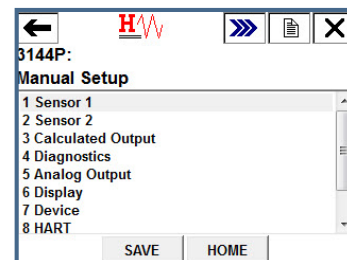 H
3144P:
Manual Setup
1 Sensor 1
2 Sensor 2
3 Calculated Output
4 Diagnostics
5 Analog Output
6 Display
7 Device
8 HART
SAVE HOME